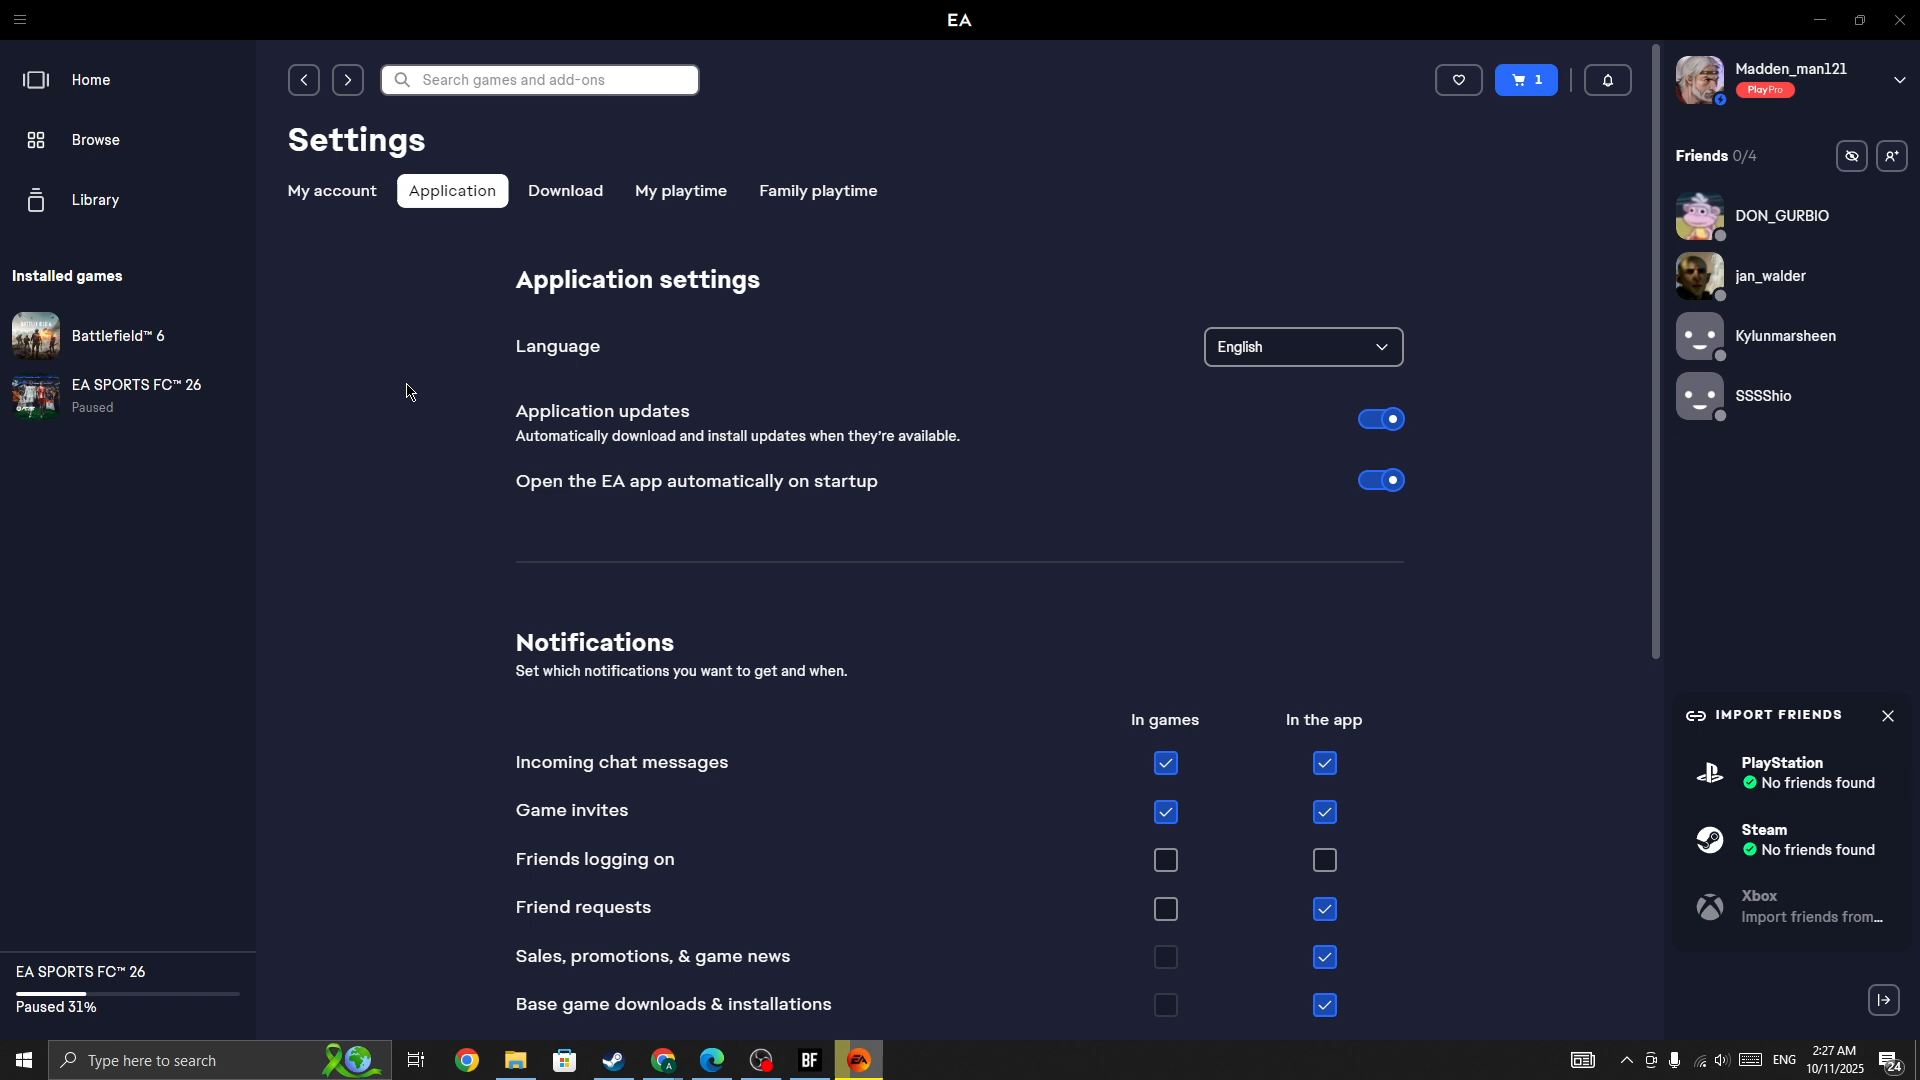 EA
Home
Browse
Library
Installed games
Battlefield™ 6
EA SPORTS FC™ 26
Paused
EA SPORTS FC™ 26
Paused 31%
Search games and add-ons
1
Settings
My account
Application
Download
My playtime
Family playtime
Application settings
Language
English
Application updates
Automatically download and install updates when they're available.
Open the EA app automatically on startup
Notifications
Set which notifications you want to get and when.
In games
In the app
Incoming chat messages
Game invites
Friends logging on
Friend requests
Sales, promotions, & game news
Base game downloads & installations
Madden_man121
Play Pro
Friends 0/4
DON_GURBIO
jan_walder
Kylunmarsheen
SSSShio
IMPORT FRIENDS
PlayStation
No friends found
Steam
No friends found
Xbox
Import friends from...
Type here to search
A
BF
EA
ENG
2:27 AM
10/11/2025
24